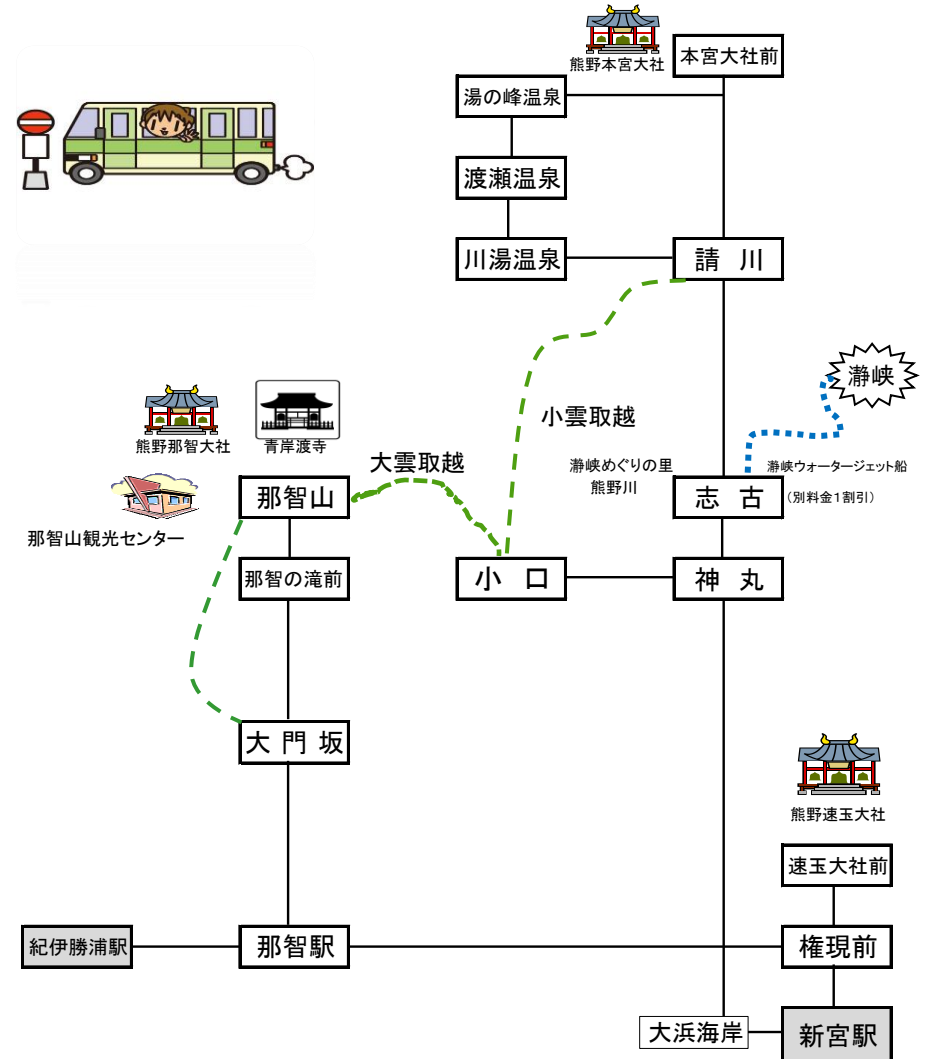 熊野本宮大社
本宮大社前
湯の峰温泉
渡瀬温泉
川湯温泉
請 川
瀞峡
小雲取越
熊野那智大社
青岸渡寺
大雲取越
瀞峡めぐりの里
熊野川
瀞峡ウォータージェット船
（別料金１割引）
志 古
那智山
那智山観光センター
那智の滝前
小 口
神 丸
大 門 坂
熊野速玉大社
速玉大社前
紀伊勝浦駅
那智駅
権現前
大浜海岸
新宮駅